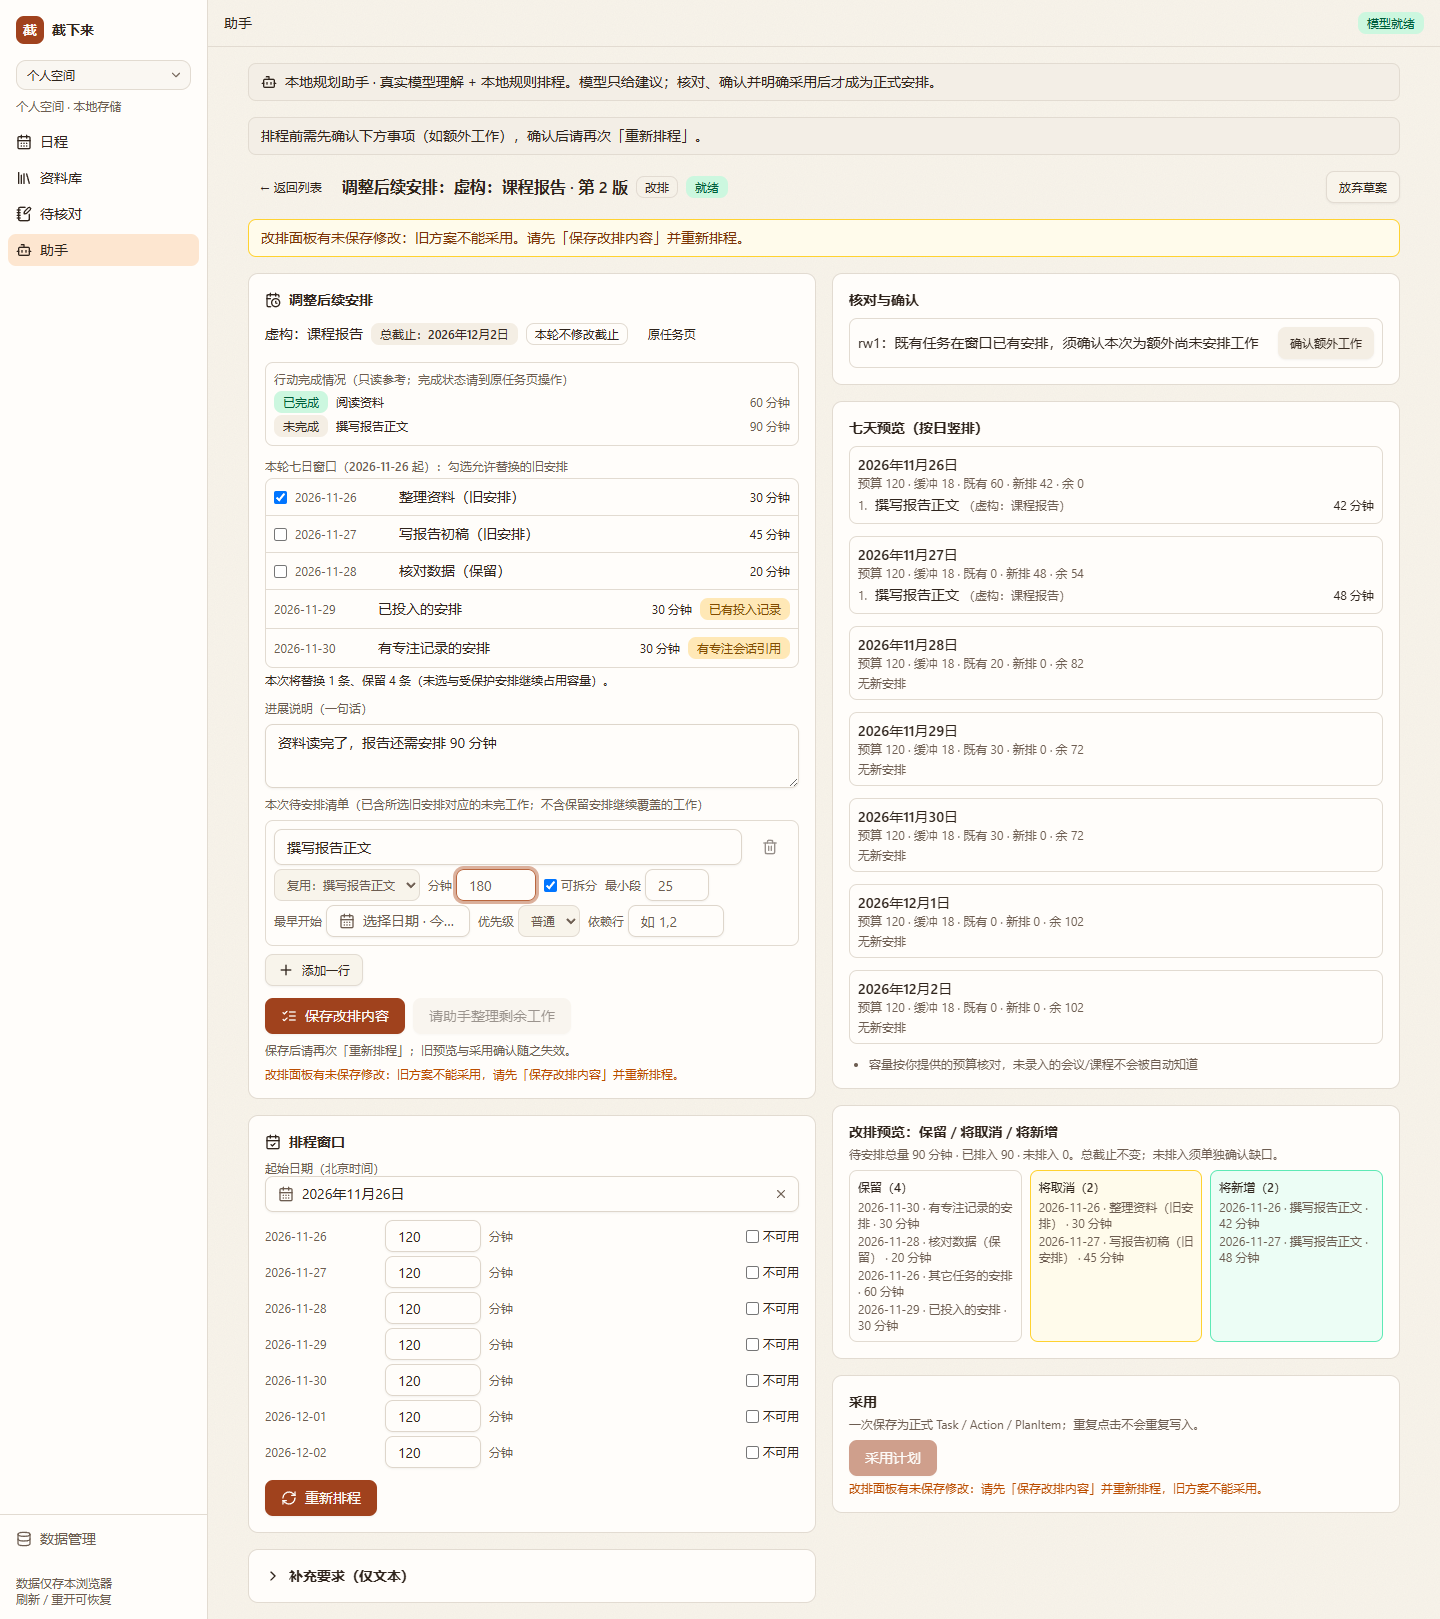 截 截下来
个人空间
个人空间 · 本地存储
日程
资料库
待核对
助手
数据管理
数据仅存本浏览器
刷新 / 重开可恢复
助手
模型就绪
本地规划助手 · 真实模型理解 + 本地规则排程。模型只给建议；核对、确认并明确采用后才成为正式安排。
排程前需先确认下方事项（如额外工作），确认后请再次「重新排程」。
← 返回列表 调整后续安排：虚构：课程报告 · 第 2 版 改排 就绪 放弃草案
改排面板有未保存修改：旧方案不能采用。请先「保存改排内容」并重新排程。
调整后续安排
虚构：课程报告 总截止：2026年12月2日 本轮不修改截止 原任务页
行动完成情况（只读参考；完成状态请到原任务页操作）
已完成 阅读资料 60 分钟
未完成 撰写报告正文 90 分钟
本轮七日窗口（2026-11-26 起）：勾选允许替换的旧安排
2026-11-26 整理资料（旧安排） 30 分钟
2026-11-27 写报告初稿（旧安排） 45 分钟
2026-11-28 核对数据（保留） 20 分钟
2026-11-29 已投入的安排 30 分钟 已有投入记录
2026-11-30 有专注记录的安排 30 分钟 有专注会话引用
本次将替换 1 条、保留 4 条（未选与受保护安排继续占用容量）。
进展说明（一句话）
资料读完了，报告还需安排 90 分钟
本次待安排清单（已含所选旧安排对应的未完工作；不含保留安排继续覆盖的工作）
撰写报告正文
复用：撰写报告正文 分钟 180 可拆分 最小段 25
最早开始 选择日期 · 今... 优先级 普通 依赖行 如 1,2
添加一行
保存改排内容 请助手整理剩余工作
保存后请再次「重新排程」；旧预览与采用确认随之失效。
改排面板有未保存修改：旧方案不能采用，请先「保存改排内容」并重新排程。
排程窗口
起始日期（北京时间）
2026年11月26日
2026-11-26 120 分钟 不可用
2026-11-27 120 分钟 不可用
2026-11-28 120 分钟 不可用
2026-11-29 120 分钟 不可用
2026-11-30 120 分钟 不可用
2026-12-01 120 分钟 不可用
2026-12-02 120 分钟 不可用
重新排程
补充要求（仅文本）
核对与确认
rw1：既有任务在窗口已有安排，须确认本次为额外尚未安排工作 确认额外工作
七天预览（按日竖排）
2026年11月26日
预算 120 · 缓冲 18 · 既有 60 · 新排 42 · 余 0
1. 撰写报告正文 （虚构：课程报告） 42 分钟
2026年11月27日
预算 120 · 缓冲 18 · 既有 0 · 新排 48 · 余 54
1. 撰写报告正文 （虚构：课程报告） 48 分钟
2026年11月28日
预算 120 · 缓冲 18 · 既有 20 · 新排 0 · 余 82
无新安排
2026年11月29日
预算 120 · 缓冲 18 · 既有 30 · 新排 0 · 余 72
无新安排
2026年11月30日
预算 120 · 缓冲 18 · 既有 30 · 新排 0 · 余 72
无新安排
2026年12月1日
预算 120 · 缓冲 18 · 既有 0 · 新排 0 · 余 102
无新安排
2026年12月2日
预算 120 · 缓冲 18 · 既有 0 · 新排 0 · 余 102
无新安排
• 容量按你提供的预算核对，未录入的会议/课程不会被自动知道
改排预览：保留 / 将取消 / 将新增
待安排总量 90 分钟 · 已排入 90 · 未排入 0。总截止不变；未排入须单独确认缺口。
保留（4）
2026-11-30 · 有专注记录的安
排 · 30 分钟
2026-11-28 · 核对数据（保
留） · 20 分钟
2026-11-26 · 其它任务的安排
· 60 分钟
2026-11-29 · 已投入的安排 ·
30 分钟
将取消（2）
2026-11-26 · 整理资料（旧安
排） · 30 分钟
2026-11-27 · 写报告初稿（旧
安排） · 45 分钟
将新增（2）
2026-11-26 · 撰写报告正文 ·
42 分钟
2026-11-27 · 撰写报告正文 ·
48 分钟
采用
一次保存为正式 Task / Action / PlanItem；重复点击不会重复写入。
采用计划
改排面板有未保存修改：请先「保存改排内容」并重新排程，旧方案不能采用。